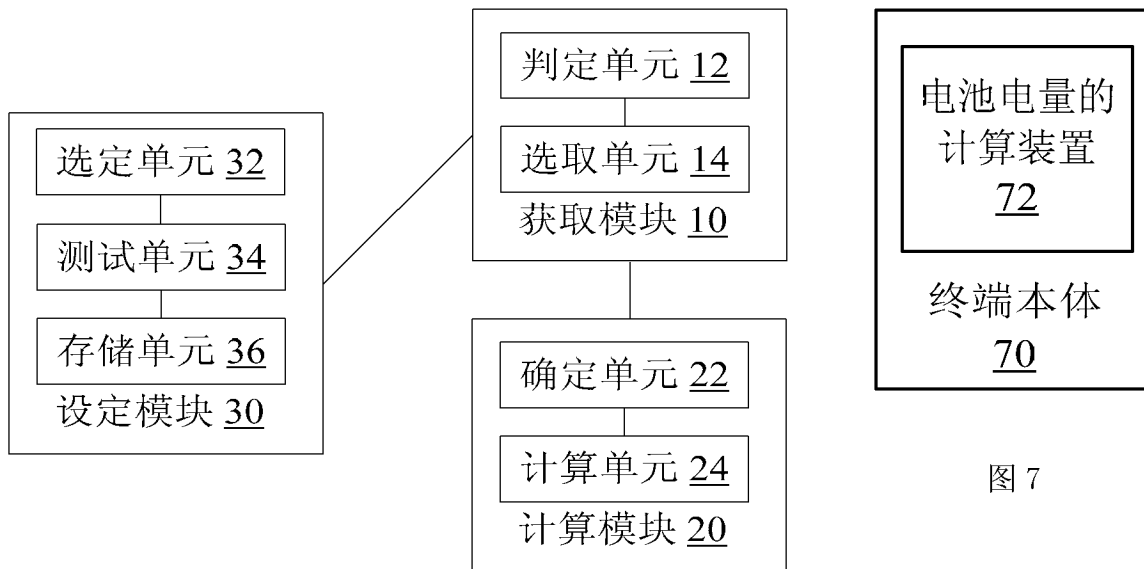 选定单元 32
测试单元 34
存储单元 36
设定模块 30
判定单元 12
选取单元 14
获取模块 10
确定单元 22
计算单元 24
计算模块 20
电池电量的
计算装置
72
终端本体
70
图 7